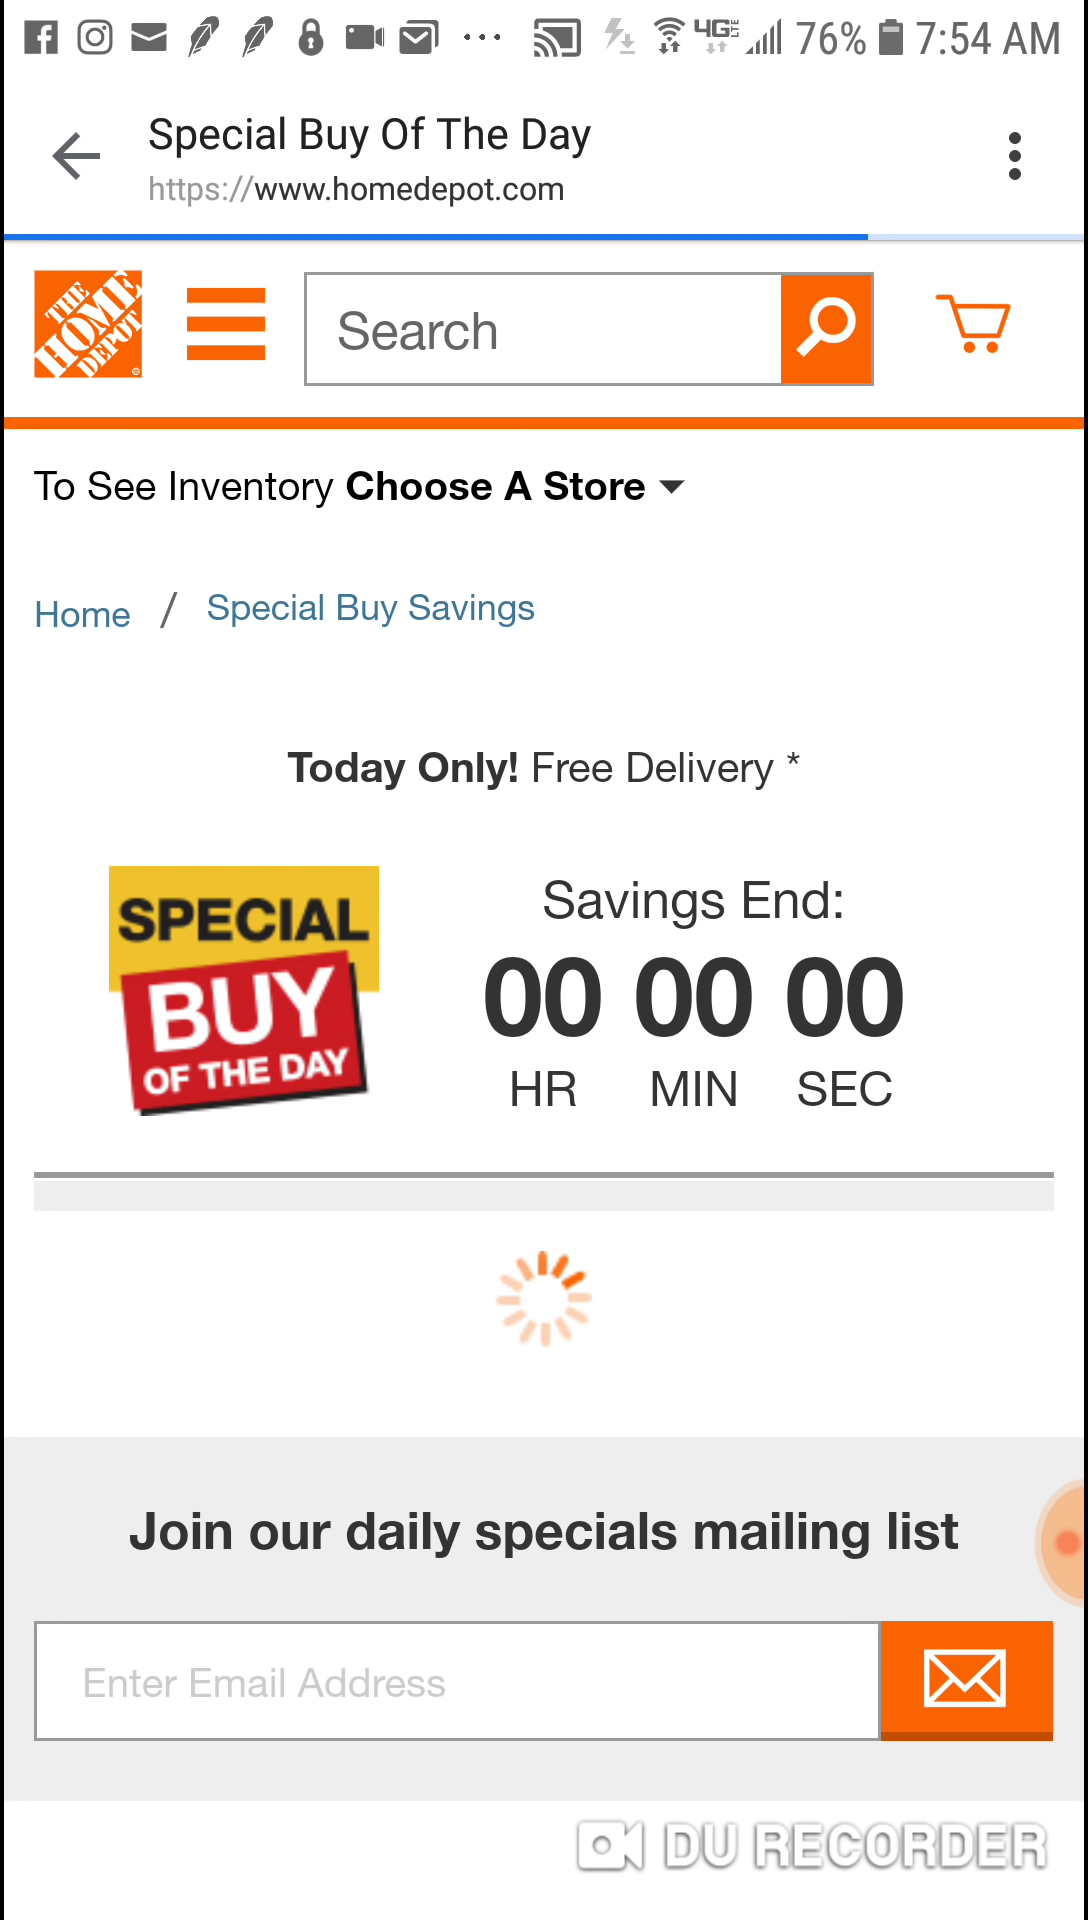 76% 7:54 AM
4G LTE
Special Buy Of The Day
https://www.homedepot.com
THE HOME DEPOT
Search
To See Inventory Choose A Store
Home / Special Buy Savings
Today Only! Free Delivery *
SPECIAL
BUY
OF THE DAY
Savings End:
00 00 00
HR MIN SEC
Join our daily specials mailing list
Enter Email Address
DU RECORDER